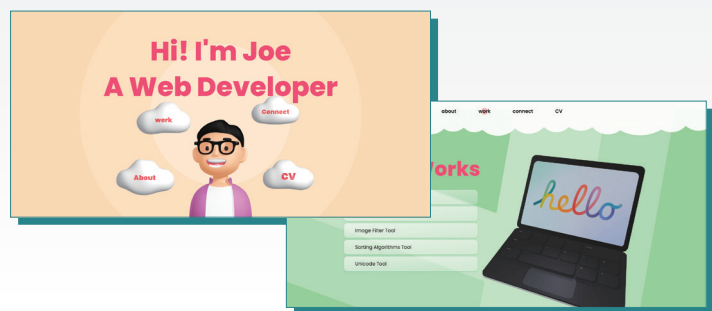 Hi! I'm Joe
A Web Developer
work
Connect
About
CV
about work connect CV
orks
hello
Image Filter Tool
Sorting Algorithms Tool
Unicode Tool